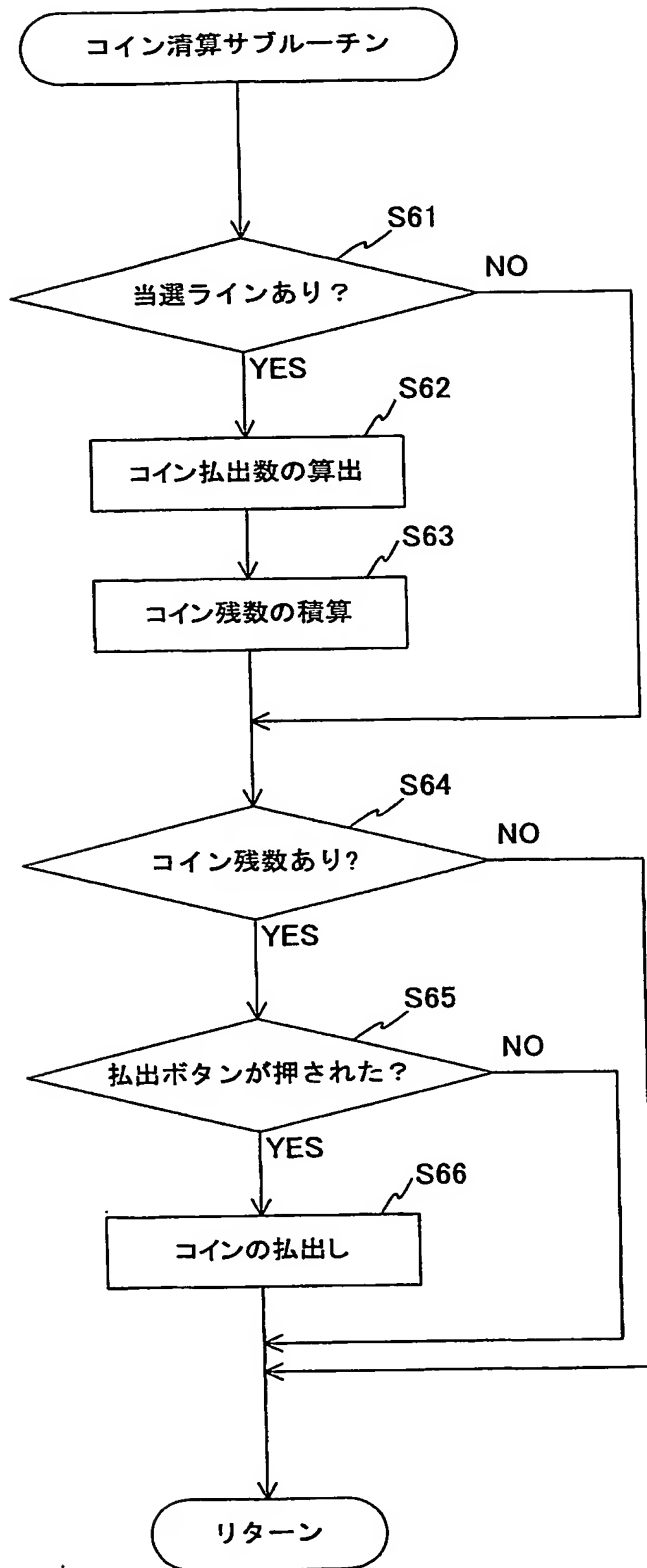 コイン清算サブルーチン
S61
当選ラインあり?
NO
YES
S62
コイン払出数の算出
S63
コイン残数の積算
S64
コイン残数あり?
NO
YES
S65
払出ボタンが押された?
NO
YES
S66
コインの払出し
リターン